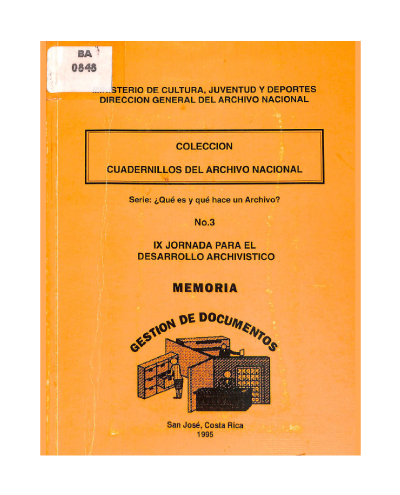 BA
0848
MINISTERIO DE CULTURA, JUVENTUD Y DEPORTES
DIRECCION GENERAL DEL ARCHIVO NACIONAL
COLECCION
CUADERNILLOS DEL ARCHIVO NACIONAL
Serie: ¿Qué es y qué hace un Archivo?
No.3
IX JORNADA PARA EL
DESARROLLO ARCHIVISTICO
MEMORIA
GESTION DE DOCUMENTOS
San José, Costa Rica
1995